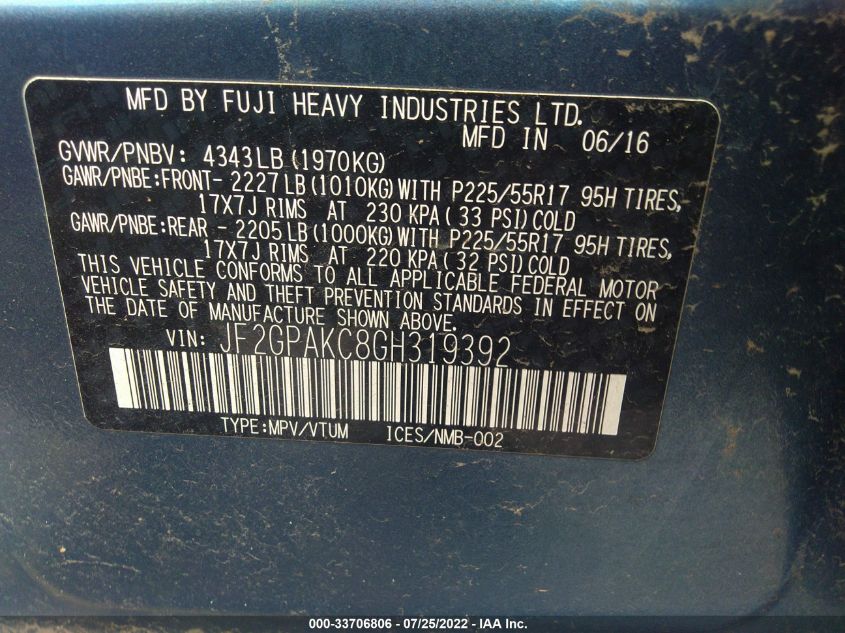 MFD BY FUJI HEAVY INDUSTRIES LTD.
MFD IN 06/16
GVWR/PNBV: 4343LB (1970KG)
GAWR/PNBE:FRONT- 2227LB(1010KG)WITH P225/55R17 95H TIRES,
17X7J RIMS AT 230 KPA( 33 PSI)COLD
GAWR/PNBE:REAR - 2205LB(1000KG)WITH P225/55R17 95H TIRES,
17X7J RIMS AT 220 KPA( 32 PSI)COLD
THIS VEHICLE CONFORMS TO ALL APPLICABLE FEDERAL MOTOR
VEHICLE SAFETY AND THEFT PREVENTION STANDARDS IN EFFECT ON
THE DATE OF MANUFACTURE SHOWN ABOVE.
VIN: JF2GPAKC8GH319392
TYPE:MPV/VTUM ICES/NMB-002
000-33706806 - 07/25/2022 - IAA Inc.